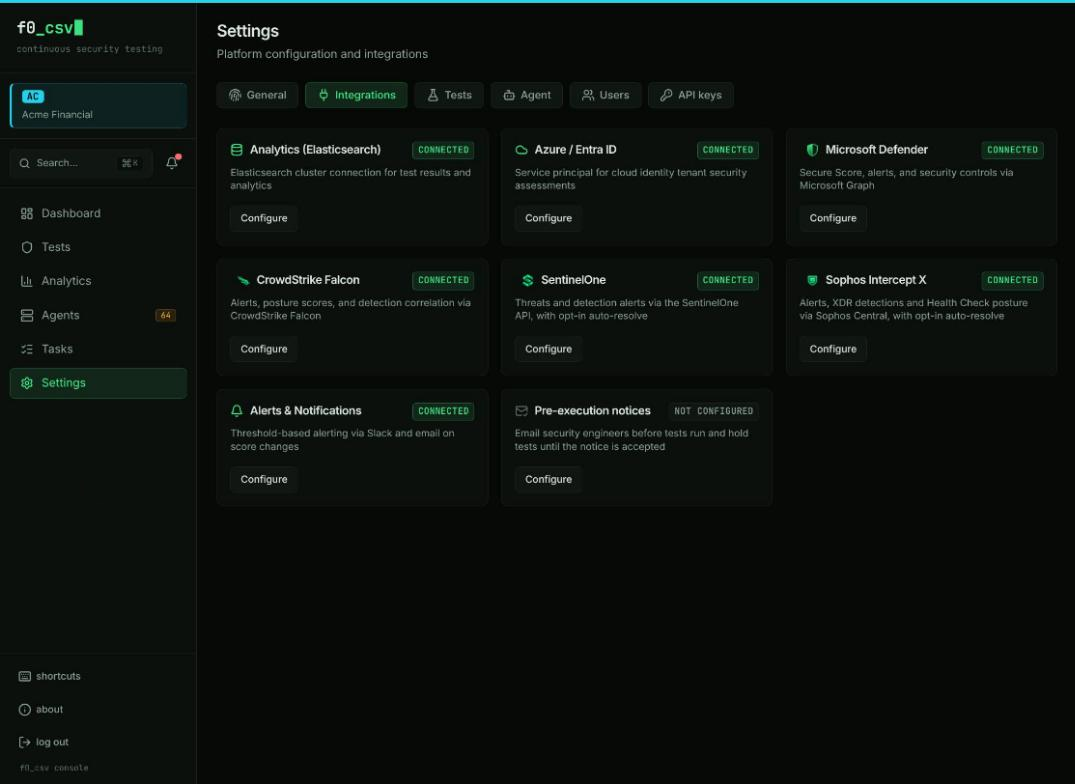 f0_csv
continuous security testing
AC
Acme Financial
Search... ⌘K
Dashboard
Tests
Analytics
Agents 64
Tasks
Settings
shortcuts
about
log out
f0_csv console
Settings
Platform configuration and integrations
General Integrations Tests Agent Users API keys
Analytics (Elasticsearch) CONNECTED
Elasticsearch cluster connection for test results and
analytics
Configure
Azure / Entra ID CONNECTED
Service principal for cloud identity tenant security
assessments
Configure
Microsoft Defender CONNECTED
Secure Score, alerts, and security controls via
Microsoft Graph
Configure
CrowdStrike Falcon CONNECTED
Alerts, posture scores, and detection correlation via
CrowdStrike Falcon
Configure
SentinelOne CONNECTED
Threats and detection alerts via the SentinelOne
API, with opt-in auto-resolve
Configure
Sophos Intercept X CONNECTED
Alerts, XDR detections and Health Check posture
via Sophos Central, with opt-in auto-resolve
Configure
Alerts & Notifications CONNECTED
Threshold-based alerting via Slack and email on
score changes
Configure
Pre-execution notices NOT CONFIGURED
Email security engineers before tests run and hold
tests until the notice is accepted
Configure